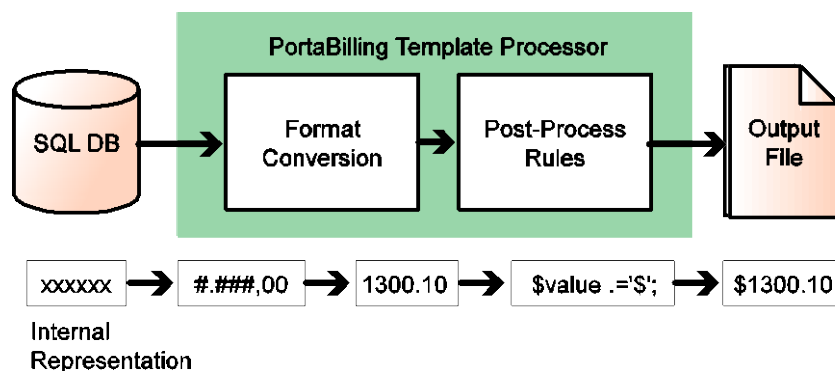 PortaBilling Template Processor
SQL DB
Format
Conversion
Post-Process
Rules
Output
File
xxxxxx
#.###,00
1300.10
$value .='$';
$1300.10
Internal
Representation